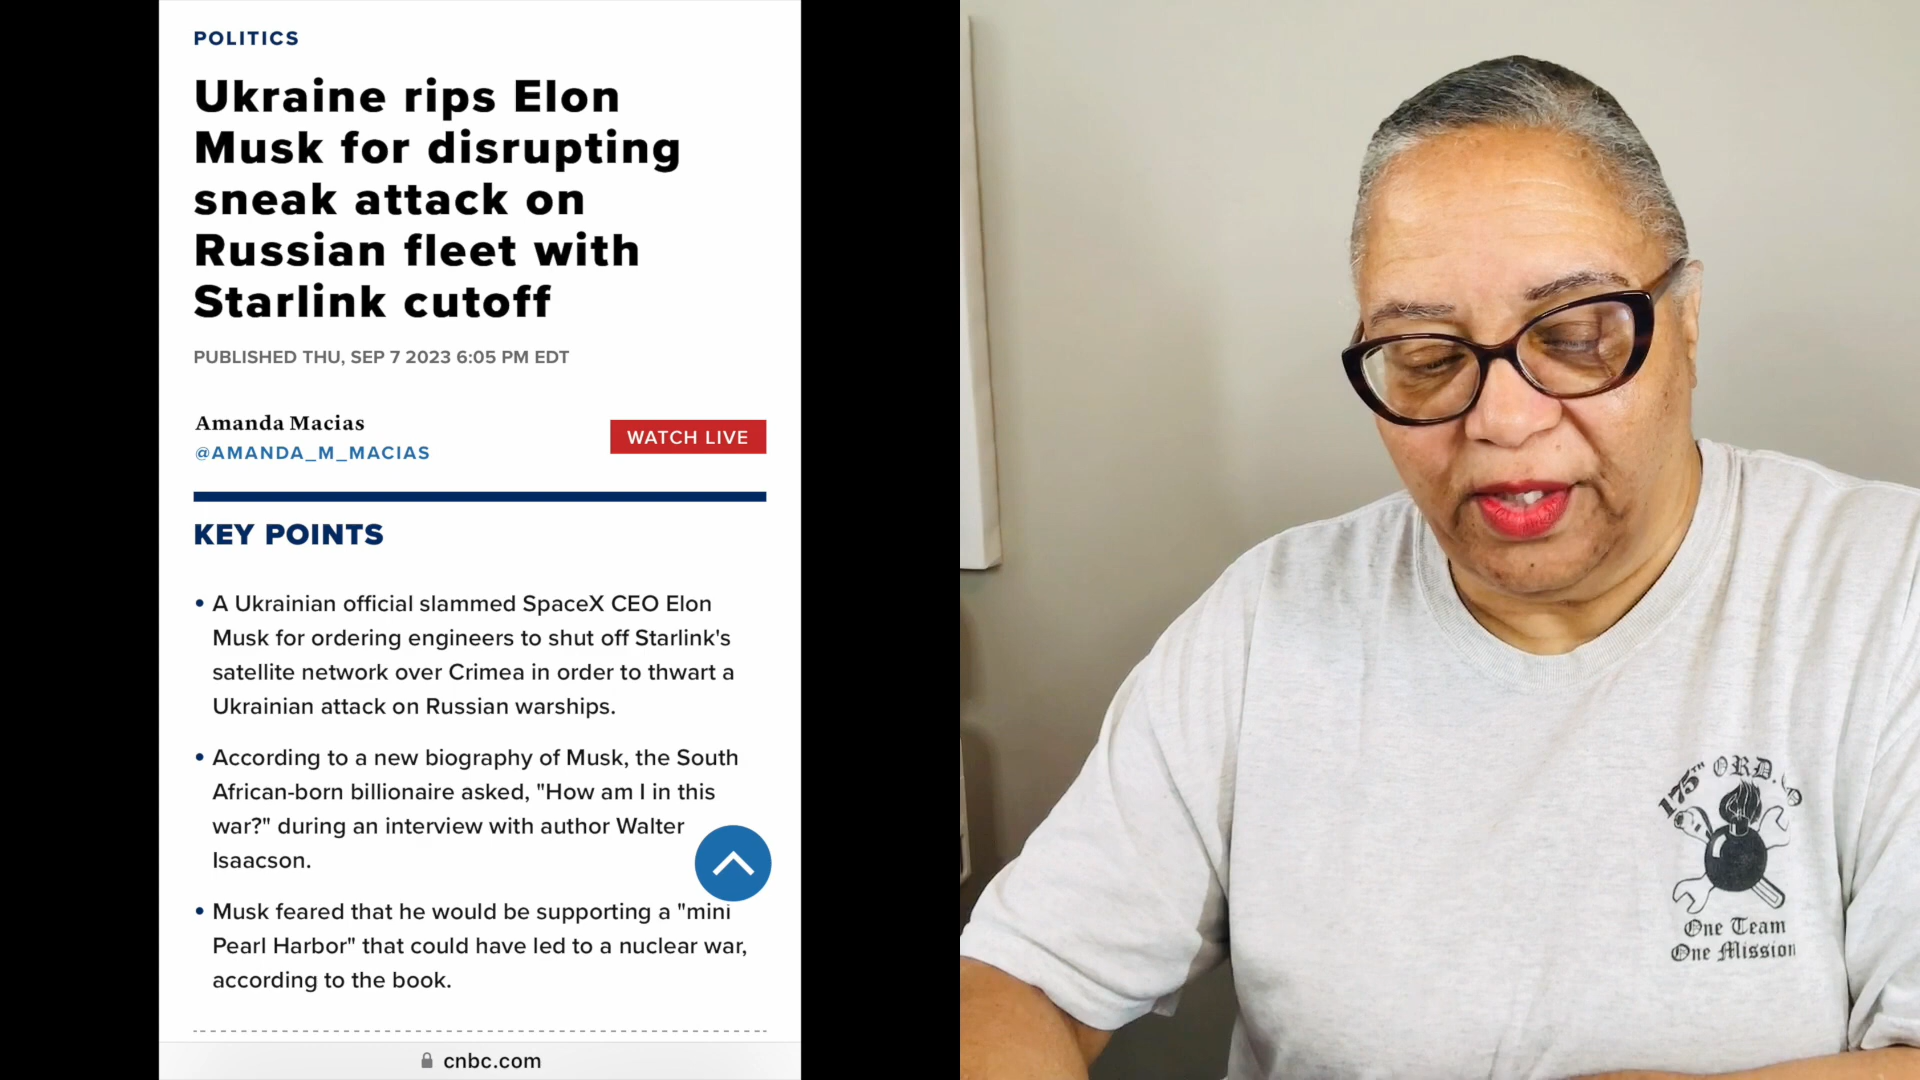 POLITICS
Ukraine rips Elon
Musk for disrupting
sneak attack on
Russian fleet with
Starlink cutoff
PUBLISHED THU, SEP 7 2023 6:05 PM EDT
Amanda Macias
@AMANDA_M_MACIAS
WATCH LIVE
KEY POINTS
• A Ukrainian official slammed SpaceX CEO Elon
Musk for ordering engineers to shut off Starlink's
satellite network over Crimea in order to thwart a
Ukrainian attack on Russian warships.
• According to a new biography of Musk, the South
African-born billionaire asked, "How am I in this
war?" during an interview with author Walter
Isaacson.
• Musk feared that he would be supporting a "mini
Pearl Harbor" that could have led to a nuclear war,
according to the book.
cnbc.com
175TH ORD. CO
One Team
One Mission